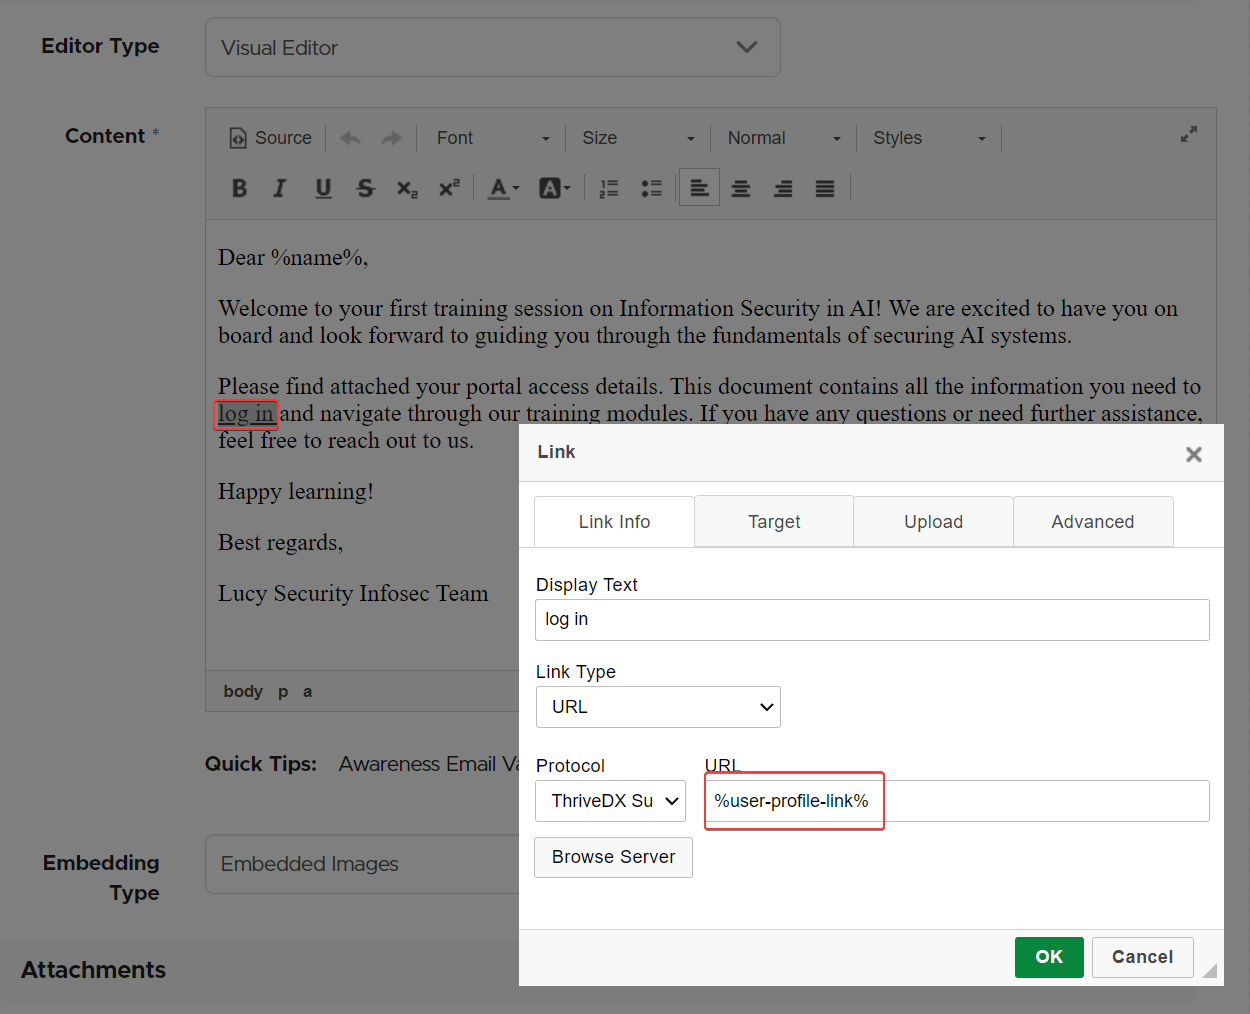 Editor Type
Visual Editor
Content *
Source
Font
Size
Normal
Styles
B I U S x₂ x² A A
Dear %name%,
Welcome to your first training session on Information Security in AI! We are excited to have you on
board and look forward to guiding you through the fundamentals of securing AI systems.
Please find attached your portal access details. This document contains all the information you need to
log in and navigate through our training modules. If you have any questions or need further assistance,
feel free to reach out to us.
Happy learning!
Best regards,
Lucy Security Infosec Team
body p a
Quick Tips: Awareness Email
Embedding
Type
Embedded Images
Attachments
Link
Link Info
Target
Upload
Advanced
Display Text
log in
Link Type
URL
Protocol
URL
ThriveDX Su
%user-profile-link%
Browse Server
OK
Cancel